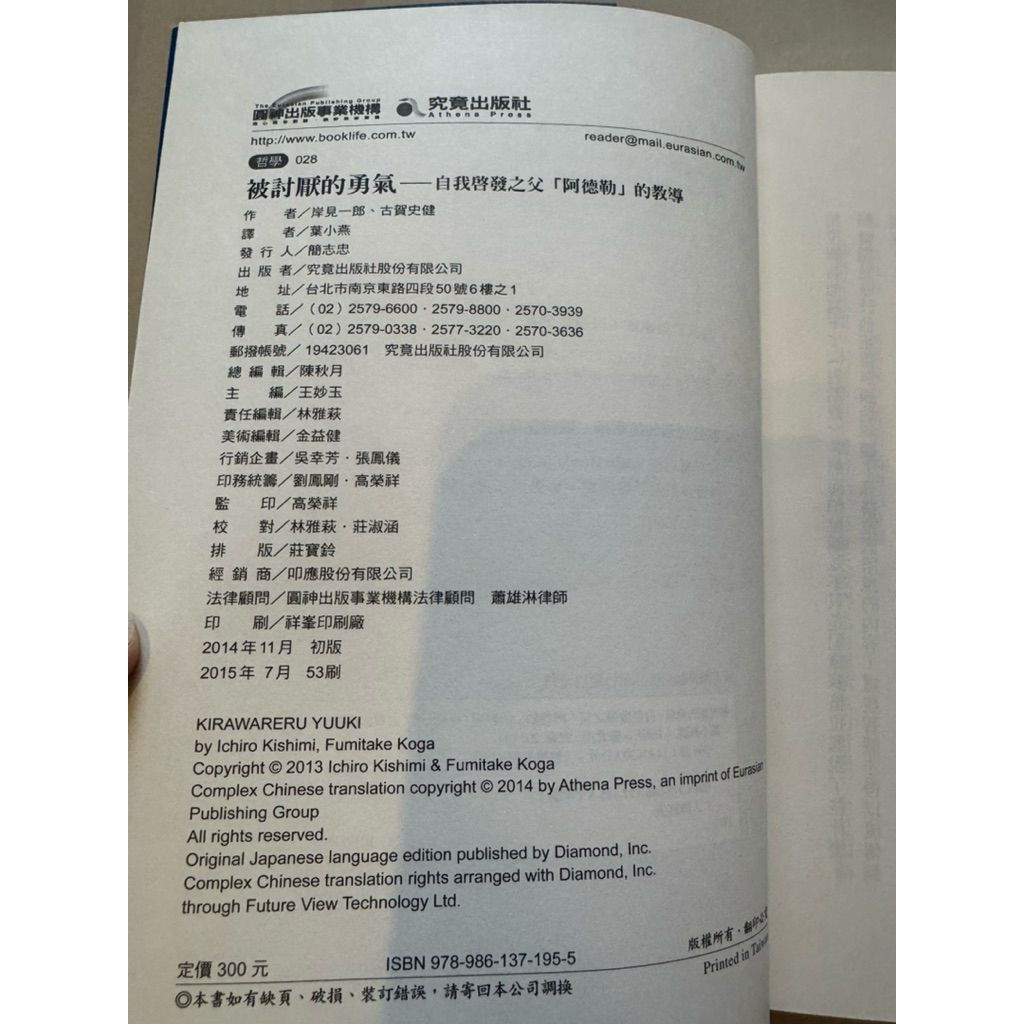 The Eurasian Publishing Group
圓神出版事業機構
究竟出版社
Athena Press
http://www.booklife.com.tw
reader@mail.eurasian.com.tw
哲學 028
被討厭的勇氣——自我啓發之父「阿德勒」的教導
作 者／岸見一郎、古賀史健
譯 者／葉小燕
發 行 人／簡志忠
出 版 者／究竟出版社股份有限公司
地 址／台北市南京東路四段50號6樓之1
電 話／（02）2579-6600．2579-8800．2570-3939
傳 真／（02）2579-0338．2577-3220．2570-3636
郵撥帳號／ 19423061 究竟出版社股份有限公司
總 編 輯／陳秋月
主 編／王妙玉
責任編輯／林雅萩
美術編輯／金益健
行銷企畫／吳幸芳．張鳳儀
印務統籌／劉鳳剛．高榮祥
監 印／高榮祥
校 對／林雅萩．莊淑涵
排 版／莊寶鈴
經 銷 商／叩應股份有限公司
法律顧問／圓神出版事業機構法律顧問 蕭雄淋律師
印 刷／祥峯印刷廠
2014年11月 初版
2015年 7月 53刷
KIRAWARERU YUUKI
by Ichiro Kishimi, Fumitake Koga
Copyright © 2013 Ichiro Kishimi & Fumitake Koga
Complex Chinese translation copyright © 2014 by Athena Press, an imprint of Eurasian
Publishing Group
All rights reserved.
Original Japanese language edition published by Diamond, Inc.
Complex Chinese translation rights arranged with Diamond, Inc.
through Future View Technology Ltd.
定價 300 元
ISBN 978-986-137-195-5
版權所有．翻印必究
Printed in Taiwan
◎本書如有缺頁、破損、裝訂錯誤，請寄回本公司調換